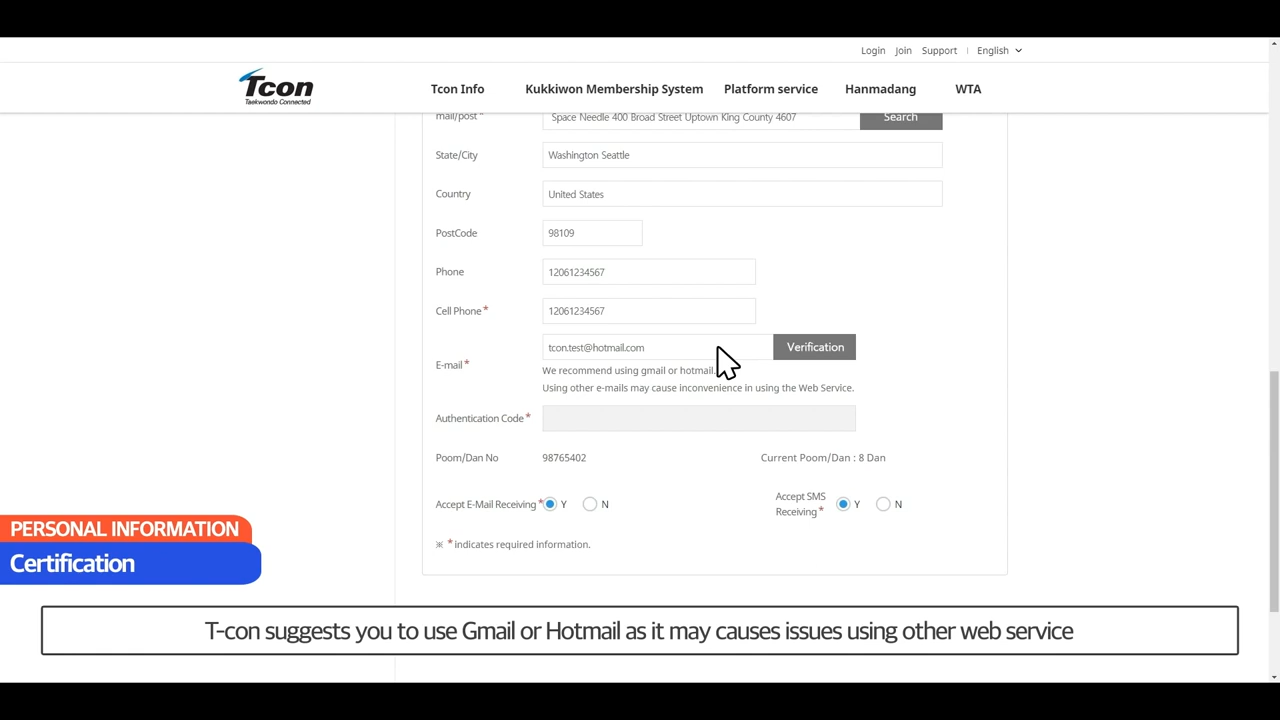 Login Join Support | English
Tcon
Taekwondo Connected
Tcon Info Kukkiwon Membership System Platform service Hanmadang WTA
mail/post * Space Needle 400 Broad Street Uptown King County 4607 Search
State/City Washington Seattle
Country United States
PostCode 98109
Phone 12061234567
Cell Phone * 12061234567
E-mail * tcon.test@hotmail.com Verification
We recommend using gmail or hotmail.
Using other e-mails may cause inconvenience in using the Web Service.
Authentication Code *
Poom/Dan No 98765402 Current Poom/Dan : 8 Dan
Accept E-Mail Receiving * Y N Accept SMS Receiving * Y N
※ * indicates required information.
PERSONAL INFORMATION
Certification
T-con suggests you to use Gmail or Hotmail as it may causes issues using other web service